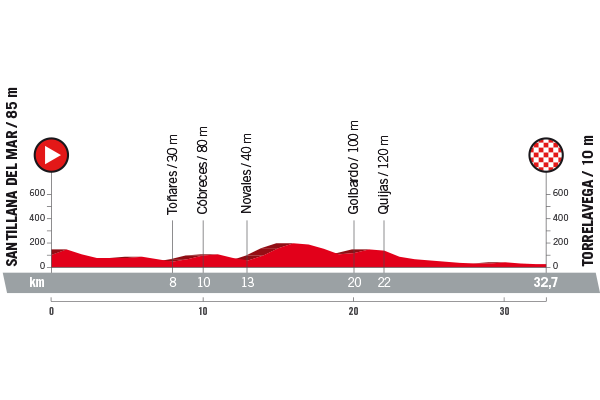 SANTILLANA DEL MAR / 85 m
Toñares / 30 m
Cóbreces / 80 m
Novales / 40 m
Golbardo / 100 m
Quijas / 120 m
TORRELAVEGA / 10 m
600
400
200
0
600
400
200
0
km 8 10 13 20 22 32,7
0 10 20 30